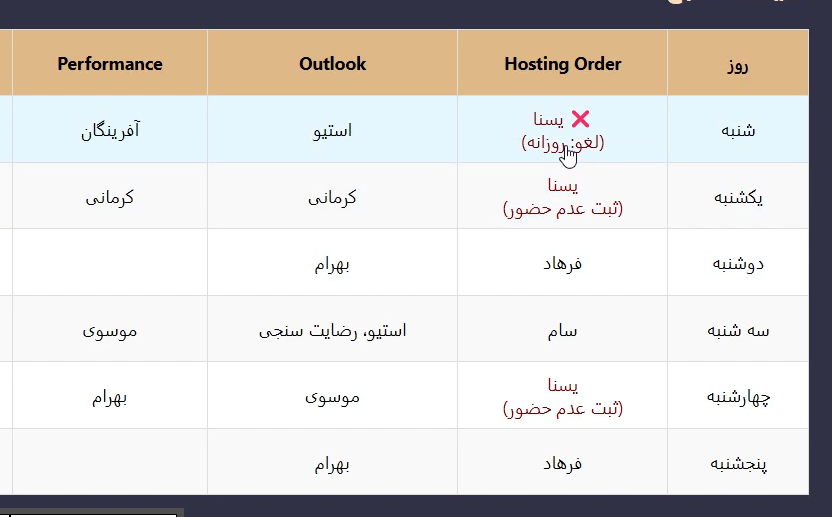 روز Hosting Order Outlook Performance
شنبه ❌ یسنا استیو آفرینگان
(لغو: روزانه)
یکشنبه یسنا کرمانی کرمانی
(ثبت عدم حضور)
دوشنبه فرهاد بهرام
سه شنبه سام استیو، رضایت سنجی موسوی
چهارشنبه یسنا موسوی بهرام
(ثبت عدم حضور)
پنجشنبه فرهاد بهرام